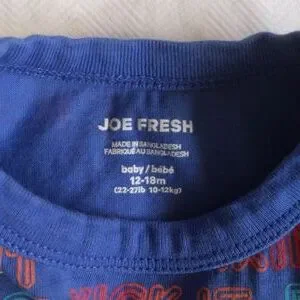 JOE FRESH
MADE IN BANGLADESH
FABRIQUÉ AU BANGLADESH
baby/bébé
12-18m
(22-27lb 10-12kg)